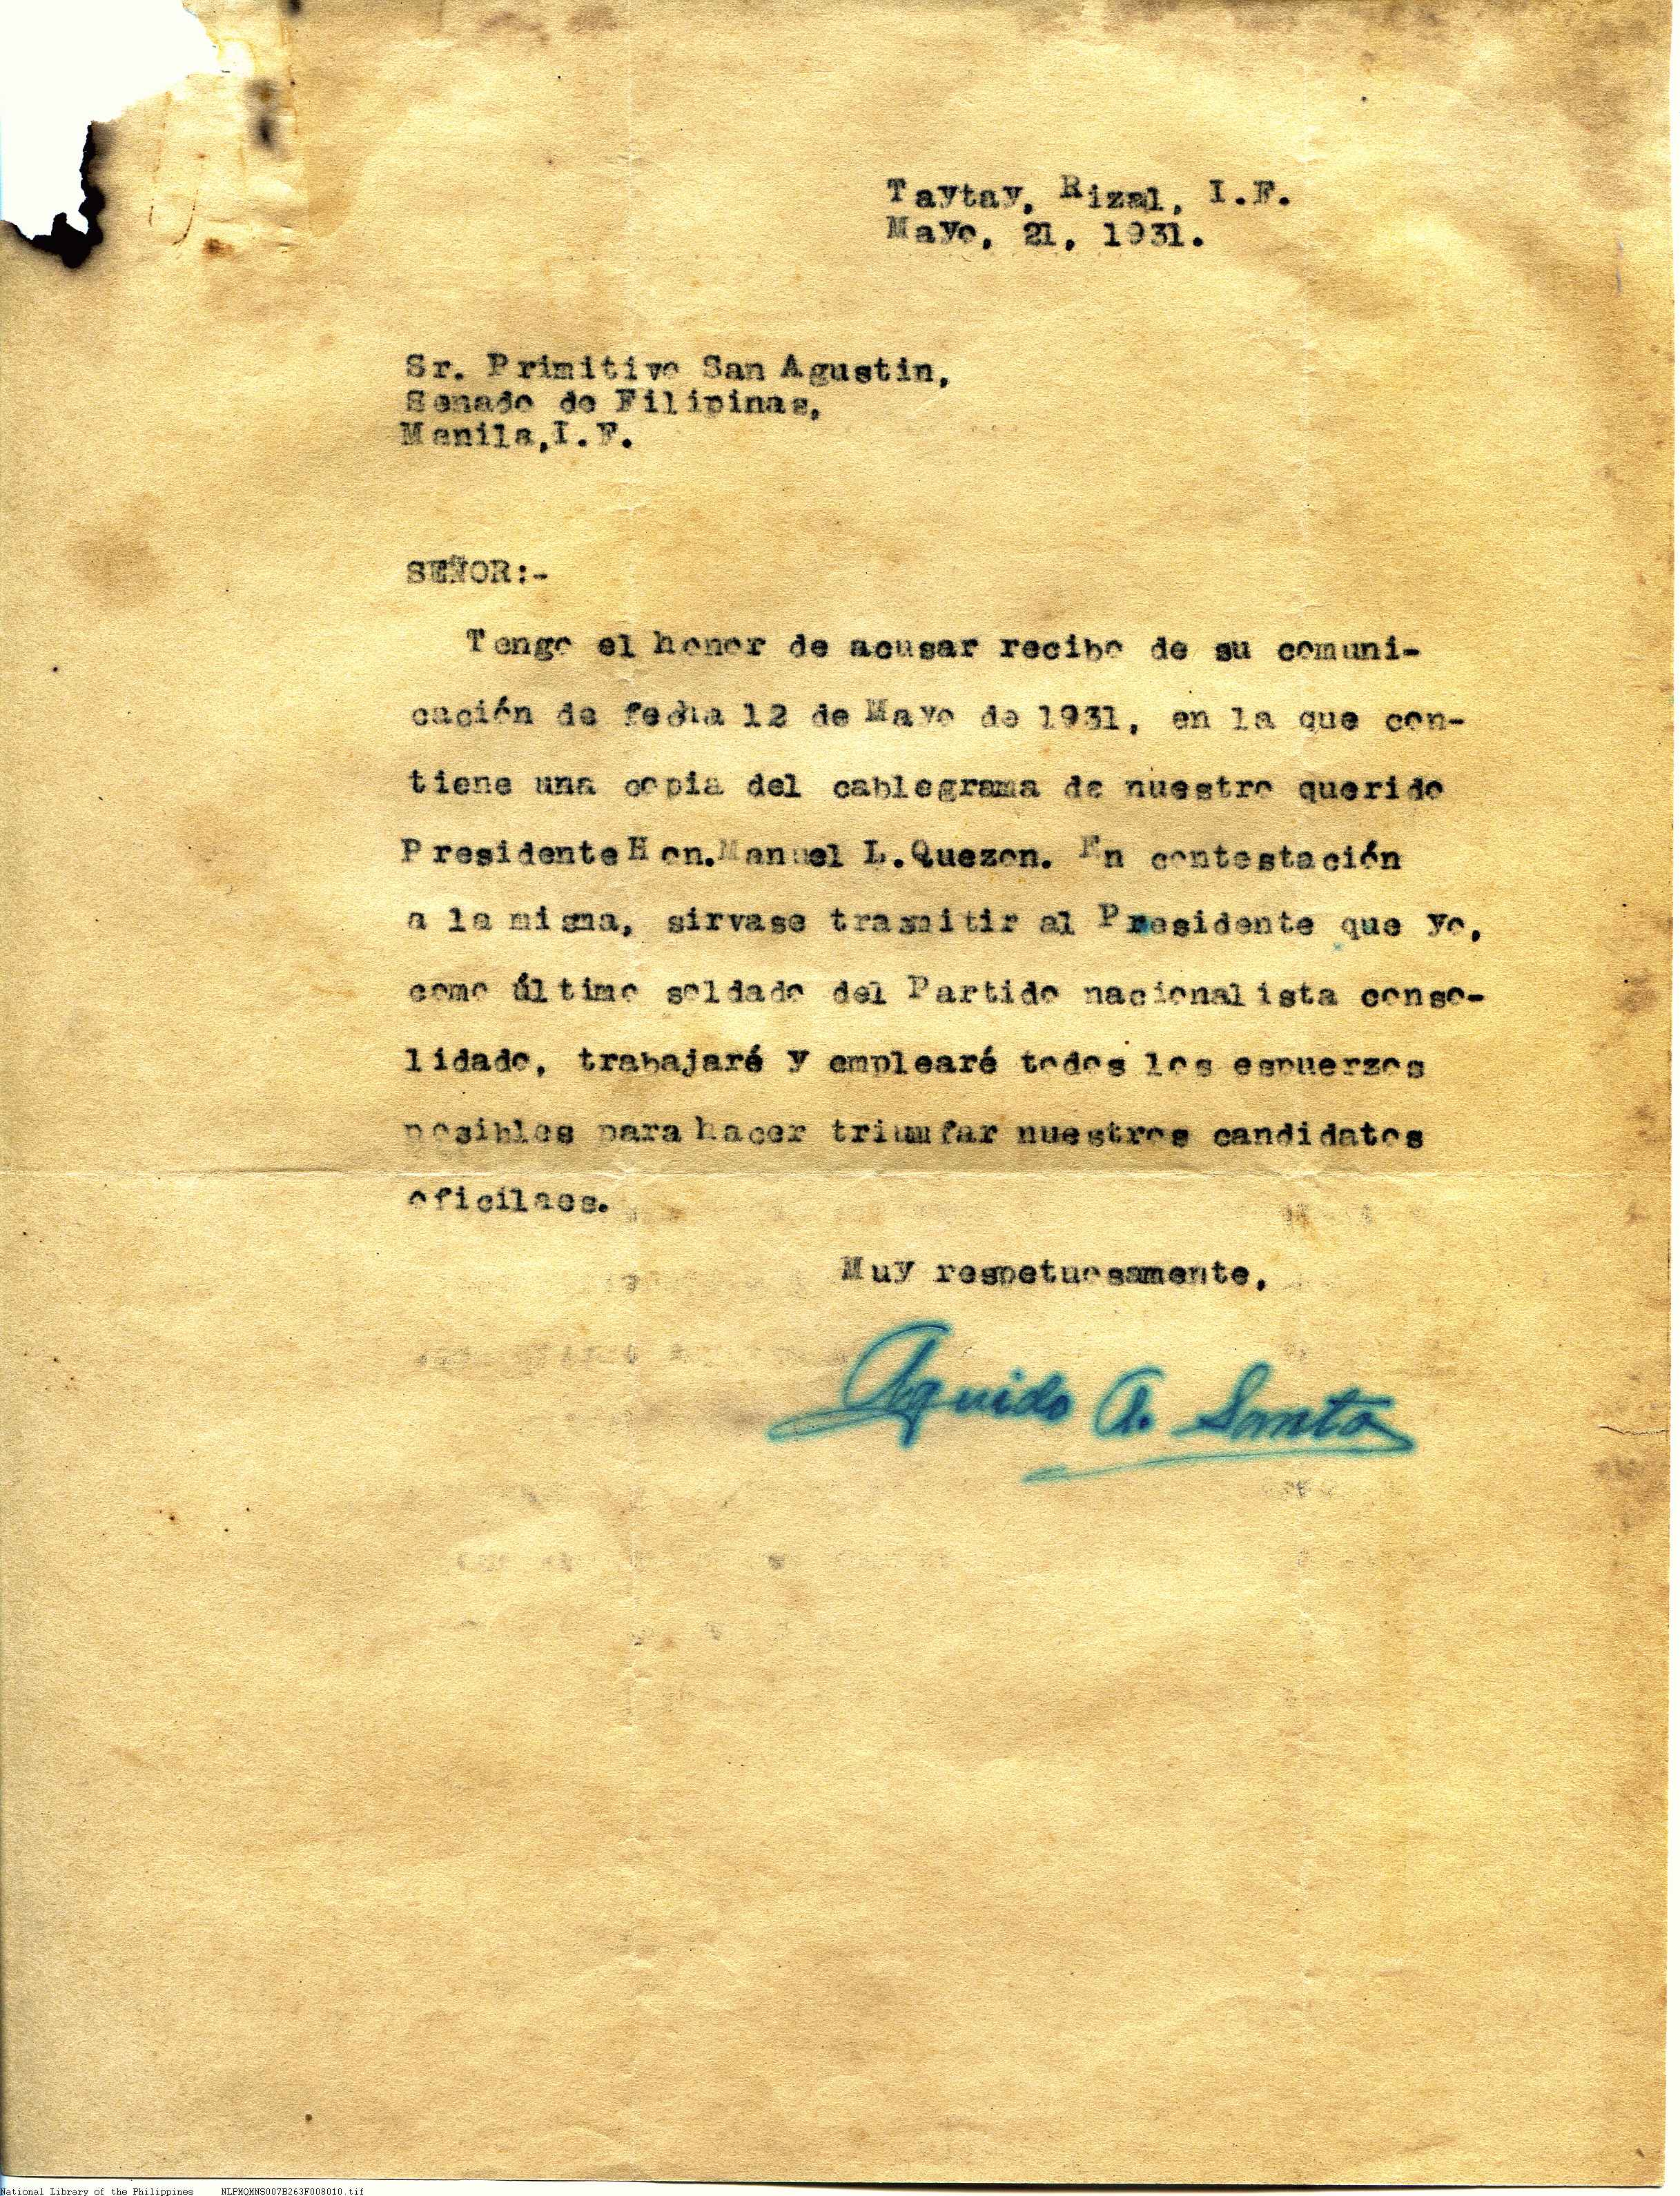 Taytay, Rizal, I.F.
Mayo, 21, 1931.
Sr. Primitivo San Agustin,
Senado de Filipinas,
Manila,I.F.
SEÑOR:-
Tengo el honor de acusar recibo de su comuni-
cación de fecha 12 de Mayo de 1931, en la que con-
tiene una copia del cablegrama de nuestro querido
Presidente Hon.Manuel L.Quezon. En contestación
a la misma, sirvase trasmitir al Presidente que yo,
como último soldado del Partido nacionalista conso-
lidado, trabajaré y emplearé todos los espuerzos
posibles para hacer triumfar nuestros candidatos
oficilaes.
Muy respetuosamente,
A. Santos
National Library of the Philippines NLPMQMNS007B263F008010.tif